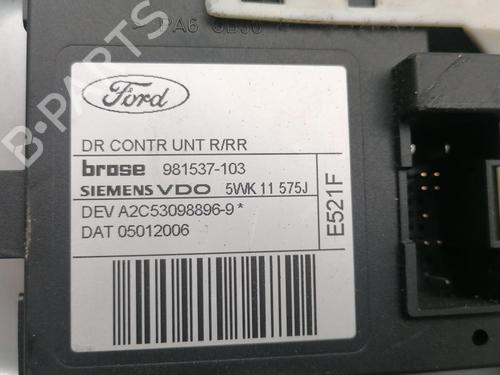 Ford
DR CONTR UNT R/RR
brose 981537-103
SIEMENS VDO 5WK 11 575J
DEV A2C53098896-9 *
DAT 05012006
E521F
B-PARTS